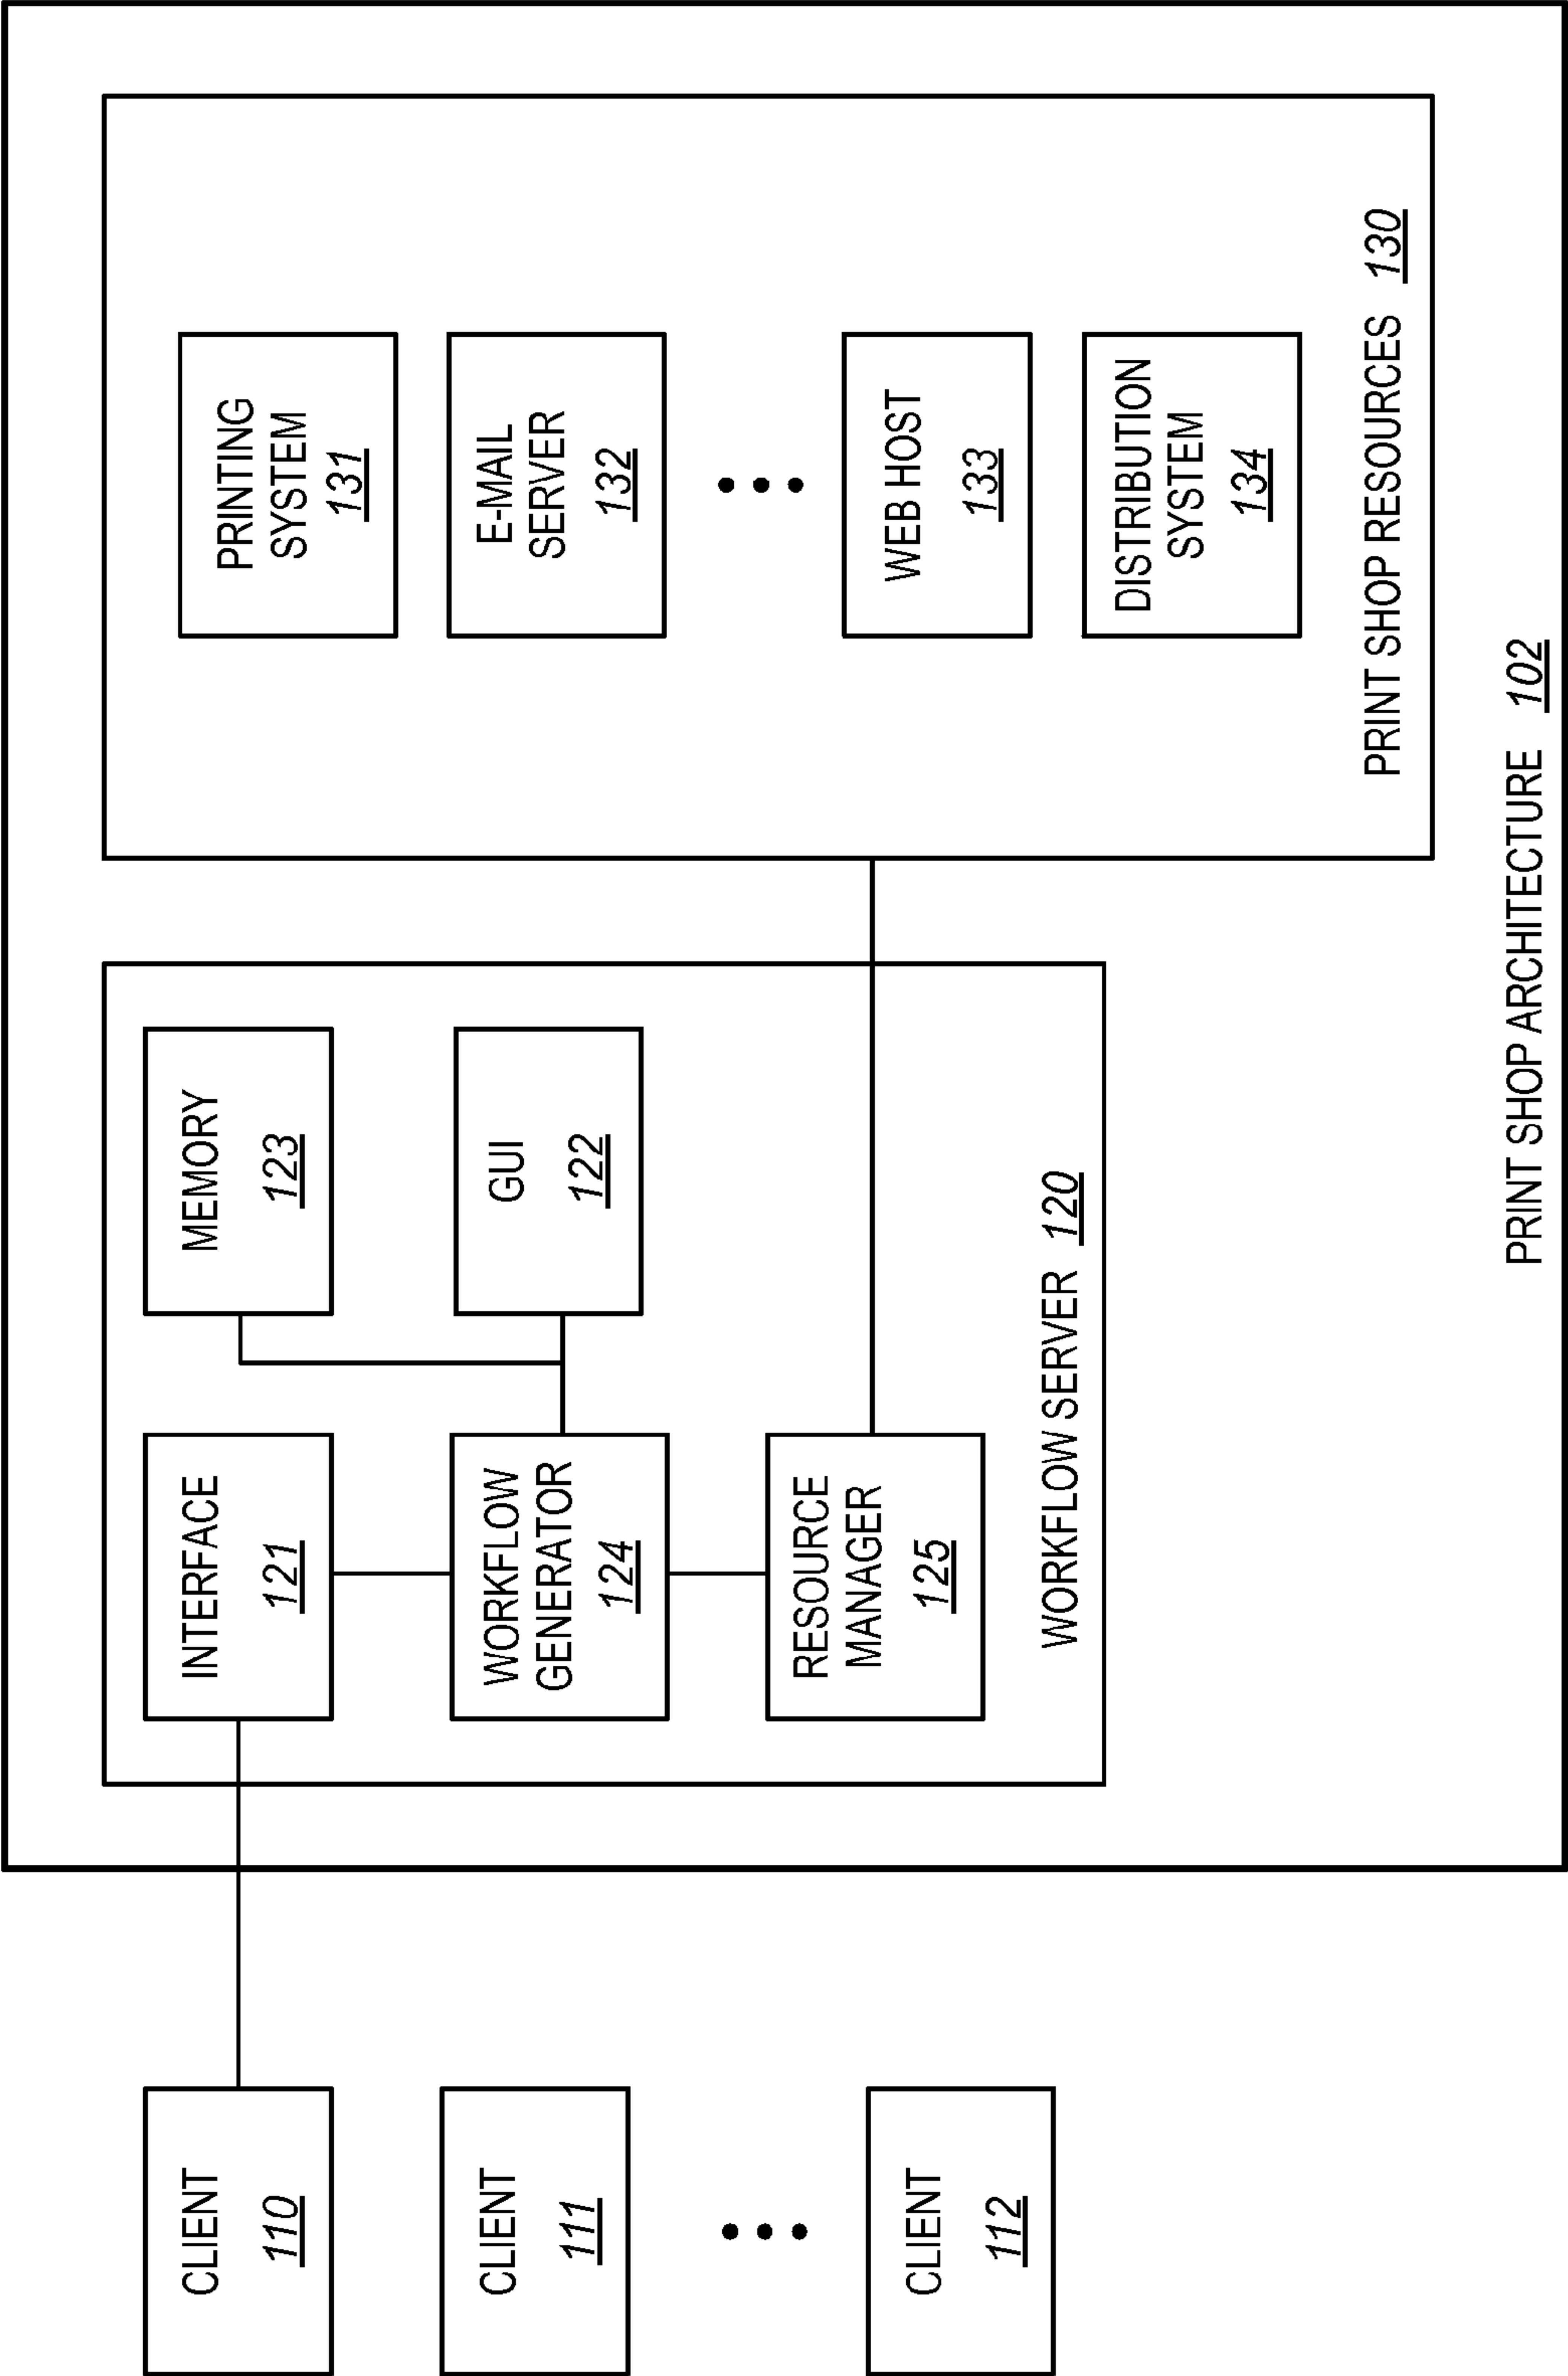 CLIENT
110
CLIENT
111
CLIENT
112
INTERFACE
121
WORKFLOW
GENERATOR
124
RESOURCE
MANAGER
125
MEMORY
123
GUI
122
WORKFLOW SERVER 120
PRINTING
SYSTEM
131
E-MAIL
SERVER
132
WEB HOST
133
DISTRIBUTION
SYSTEM
134
PRINT SHOP RESOURCES 130
PRINT SHOP ARCHITECTURE 102